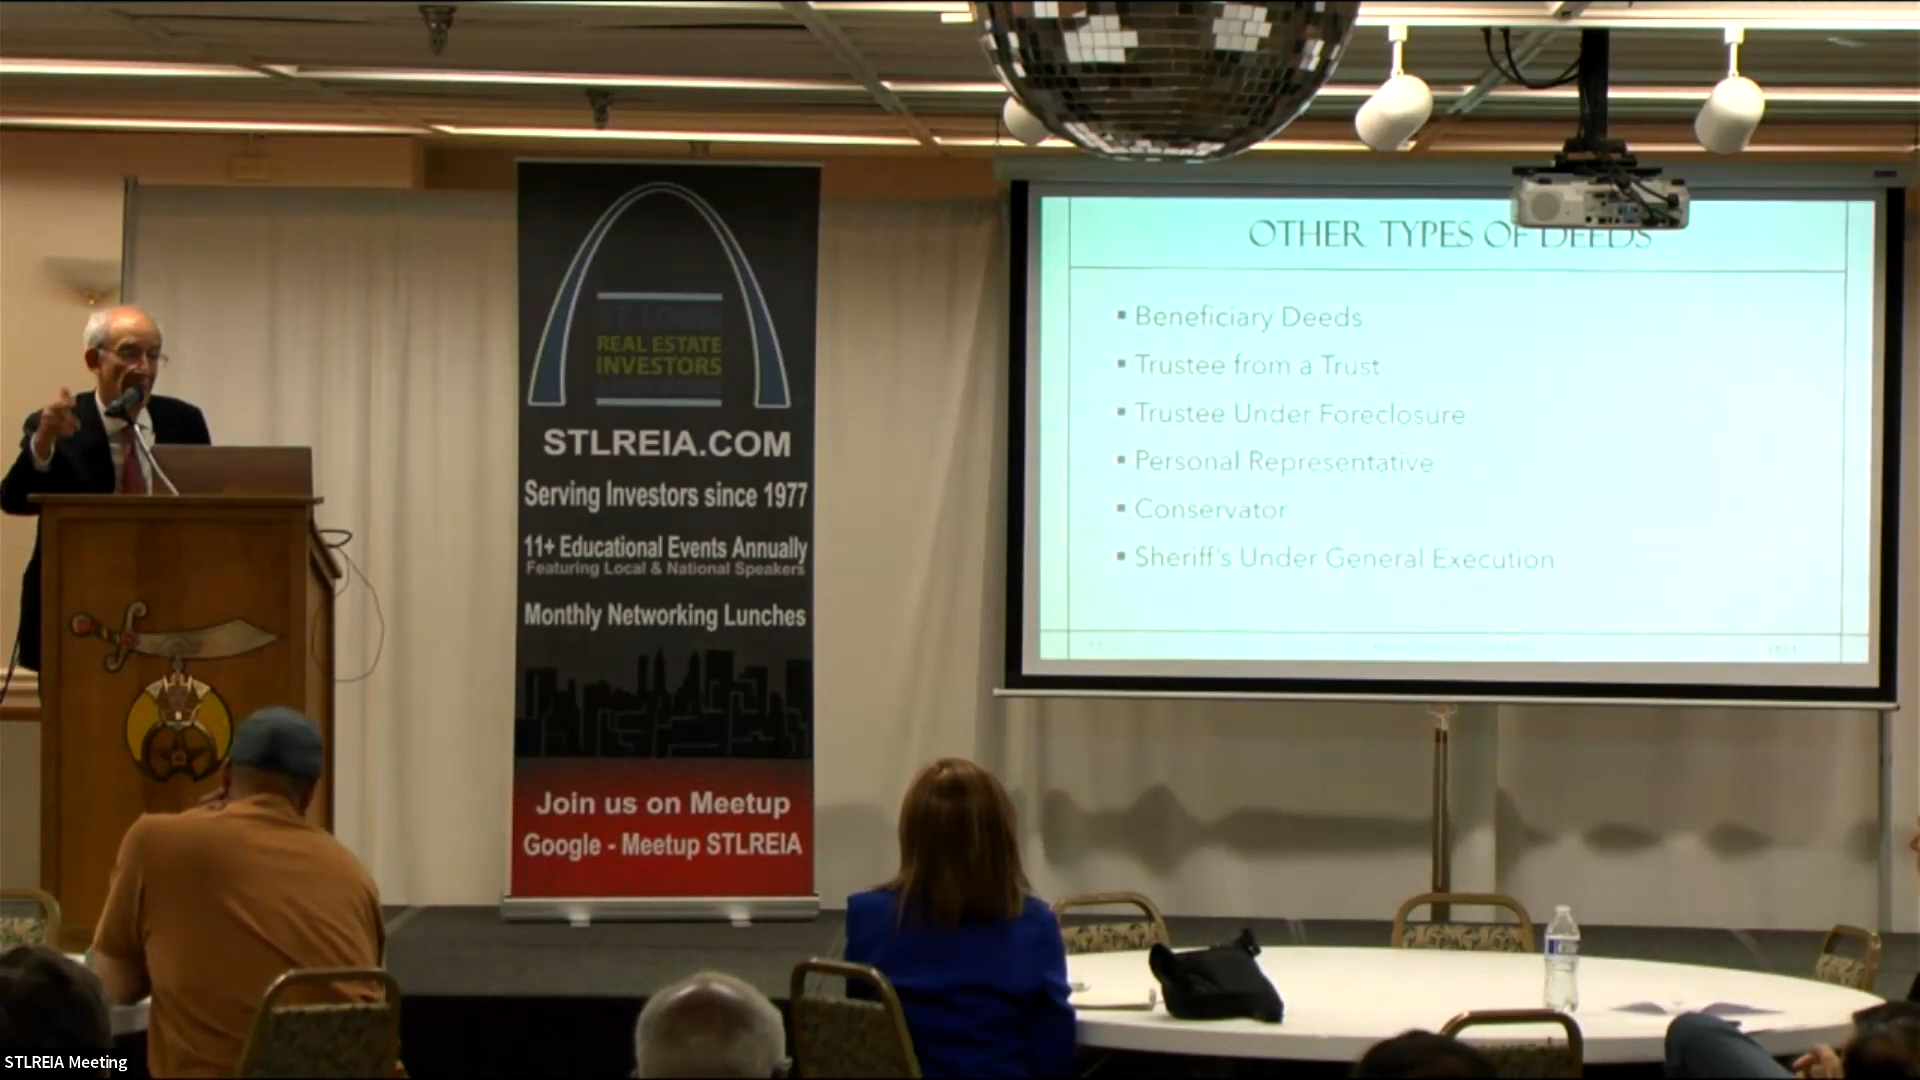 ST. LOUIS
REAL ESTATE
INVESTORS
STLREIA.COM
Serving Investors since 1977
11+ Educational Events Annually
Featuring Local & National Speakers
Monthly Networking Lunches
Join us on Meetup
Google - Meetup STLREIA
OTHER TYPES OF DEEDS
▪ Beneficiary Deeds
▪ Trustee from a Trust
▪ Trustee Under Foreclosure
▪ Personal Representative
▪ Conservator
▪ Sheriff's Under General Execution
STLREIA Meeting